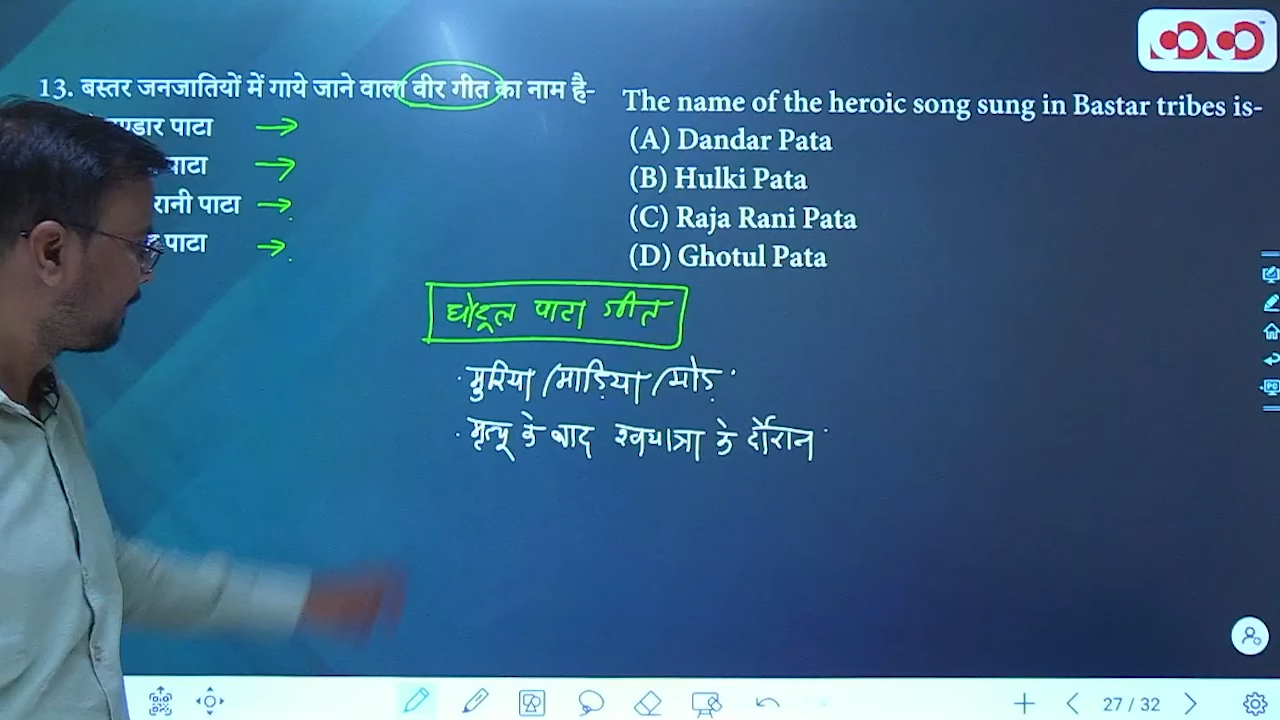 13. बस्तर जनजातियों में गाये जाने वाला वीर गीत का नाम है-
ण्डार पाटा
पाटा
रानी पाटा
पाटा
The name of the heroic song sung in Bastar tribes is-
(A) Dandar Pata
(B) Hulki Pata
(C) Raja Rani Pata
(D) Ghotul Pata
घोटूल पाटा गीत
मुरिया / माड़िया / गोंड़
मृत्यू के बाद शवयात्रा के दौरान
27 / 32